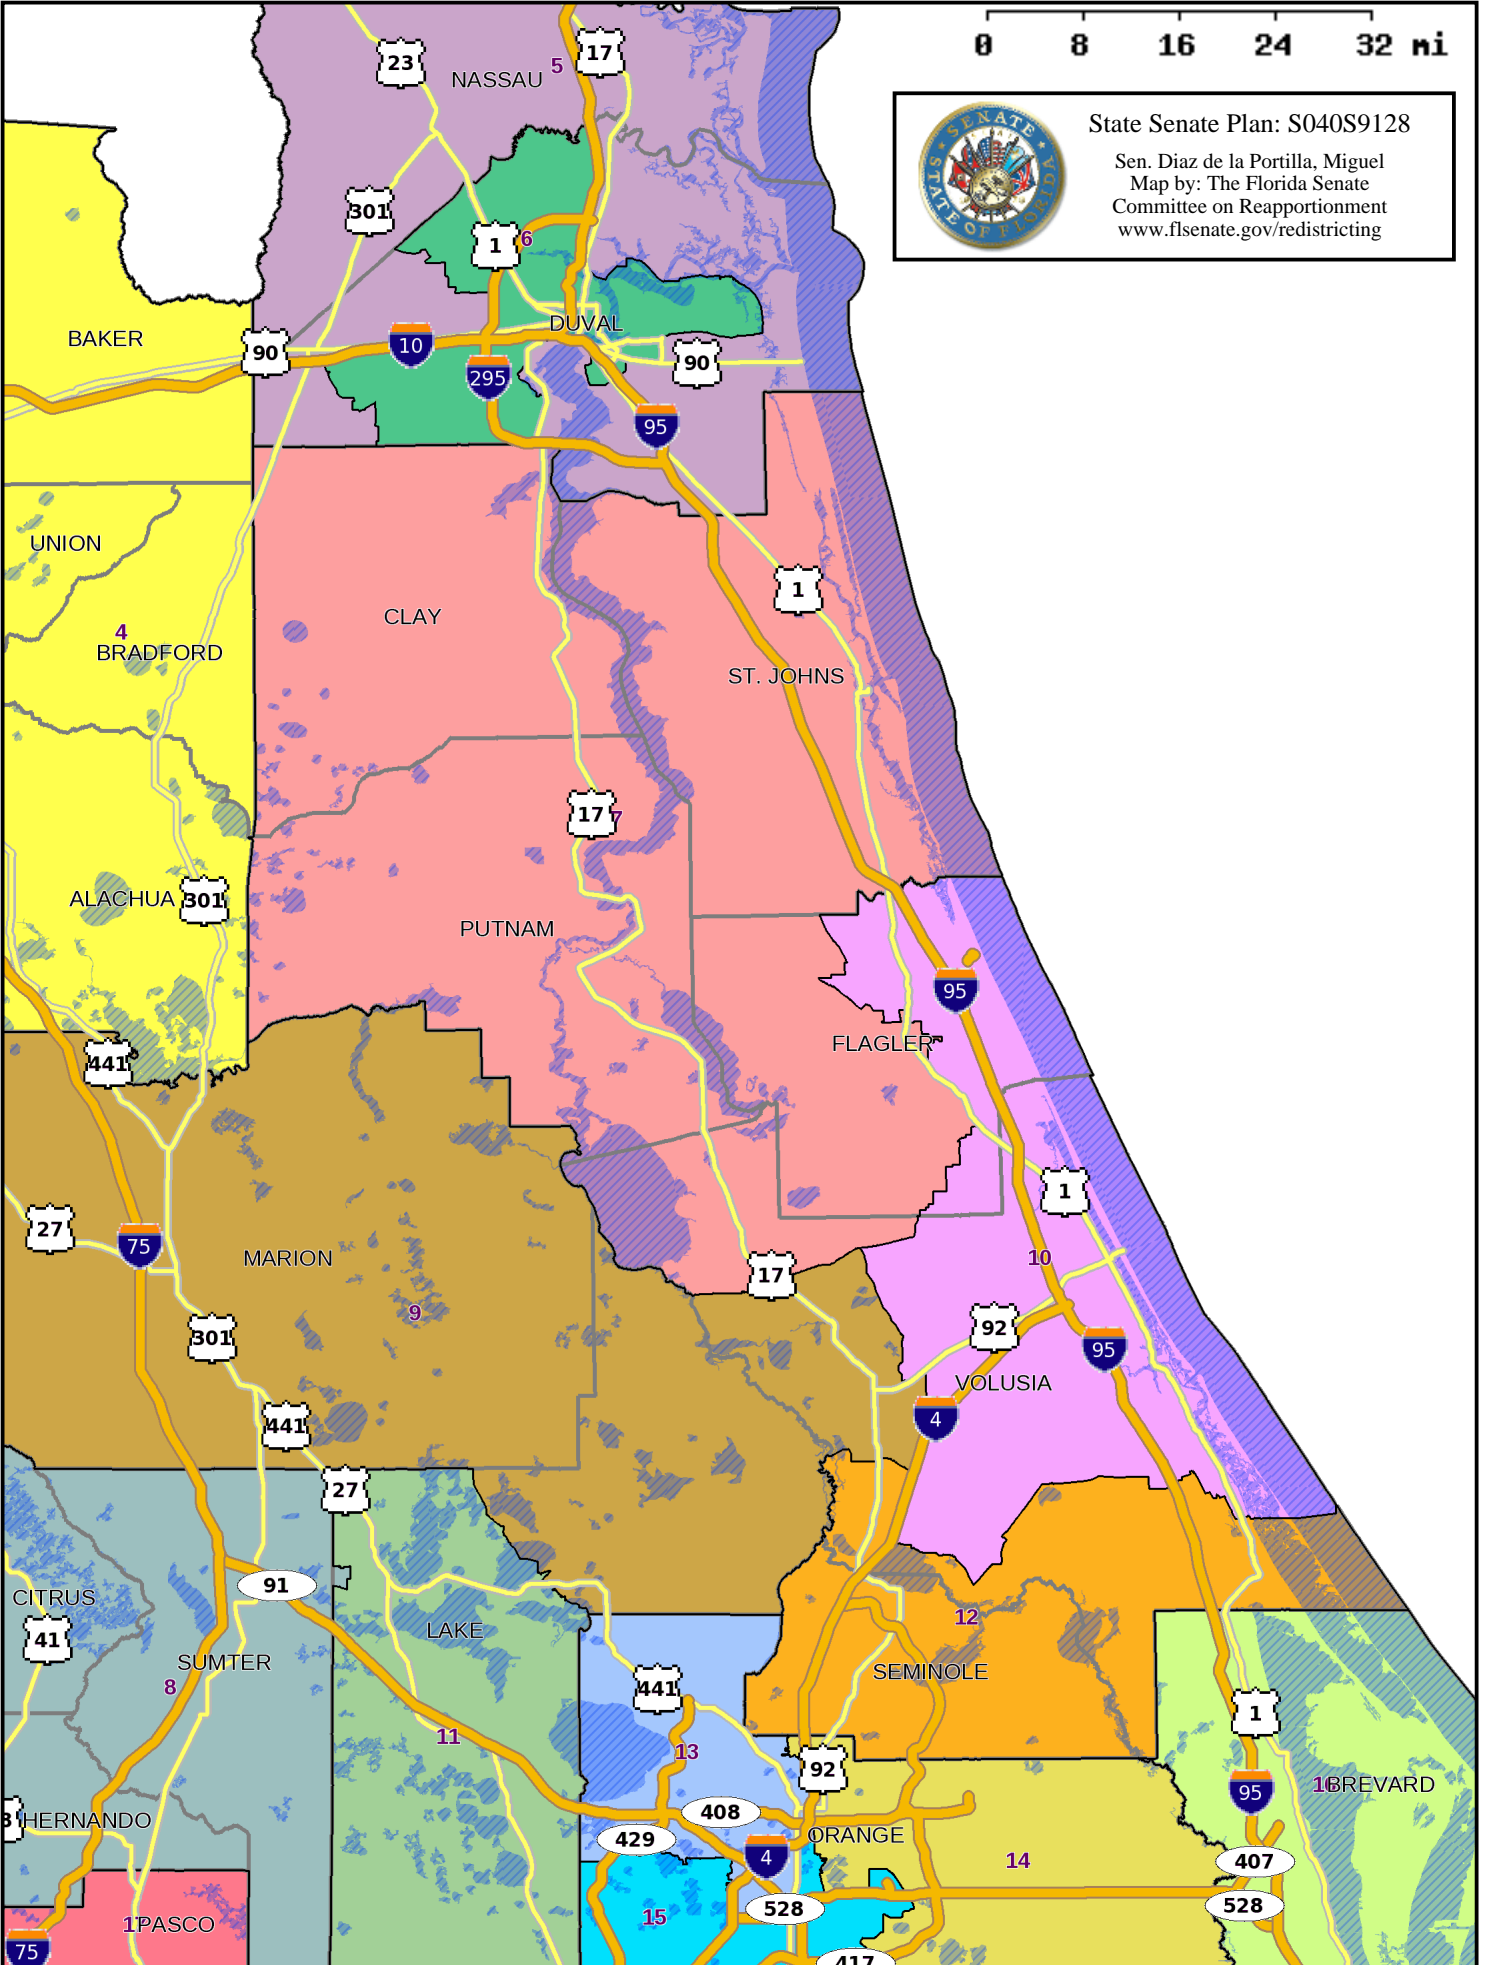 0 8 16 24 32 mi
State Senate Plan: S040S9128
Sen. Diaz de la Portilla, Miguel
Map by: The Florida Senate
Committee on Reapportionment
www.flsenate.gov/redistricting
SENATE
STATE OF FLORIDA
23
NASSAU
5
17
301
1
6
BAKER
90
10
DUVAL
90
295
95
UNION
1
CLAY
4
BRADFORD
ST. JOHNS
17
7
ALACHUA
301
PUTNAM
95
441
FLAGLER
27
75
MARION
1
10
17
9
301
92
95
VOLUSIA
4
441
27
91
CITRUS
41
LAKE
12
SUMTER
8
SEMINOLE
441
1
11
13
92
95
BREVARD
HERNANDO
408
429
ORANGE
4
14
407
528
528
15
PASCO
75
417